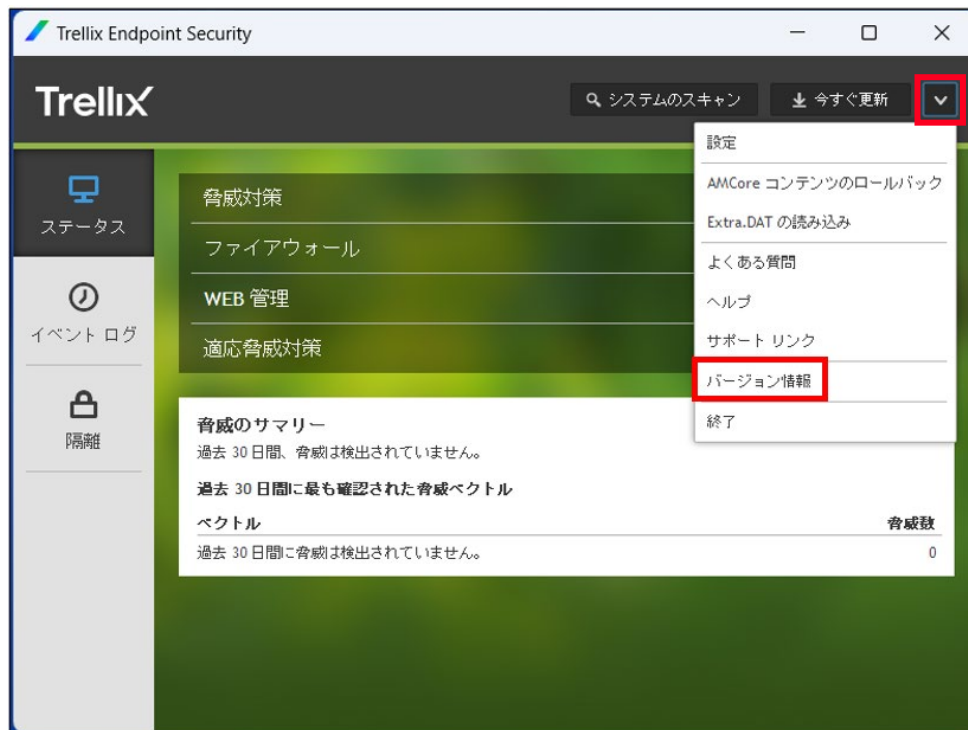 Trellix Endpoint Security
Trellix
システムのスキャン
今すぐ更新
設定
AMCore コンテンツのロールバック
Extra.DAT の読み込み
よくある質問
ヘルプ
サポート リンク
バージョン情報
終了
ステータス
イベント ログ
隔離
脅威対策
ファイアウォール
WEB 管理
適応脅威対策
脅威のサマリー
過去 30 日間、脅威は検出されていません。
過去 30 日間に最も確認された脅威ベクトル
ベクトル 脅威数
過去 30 日間に脅威は検出されていません。 0